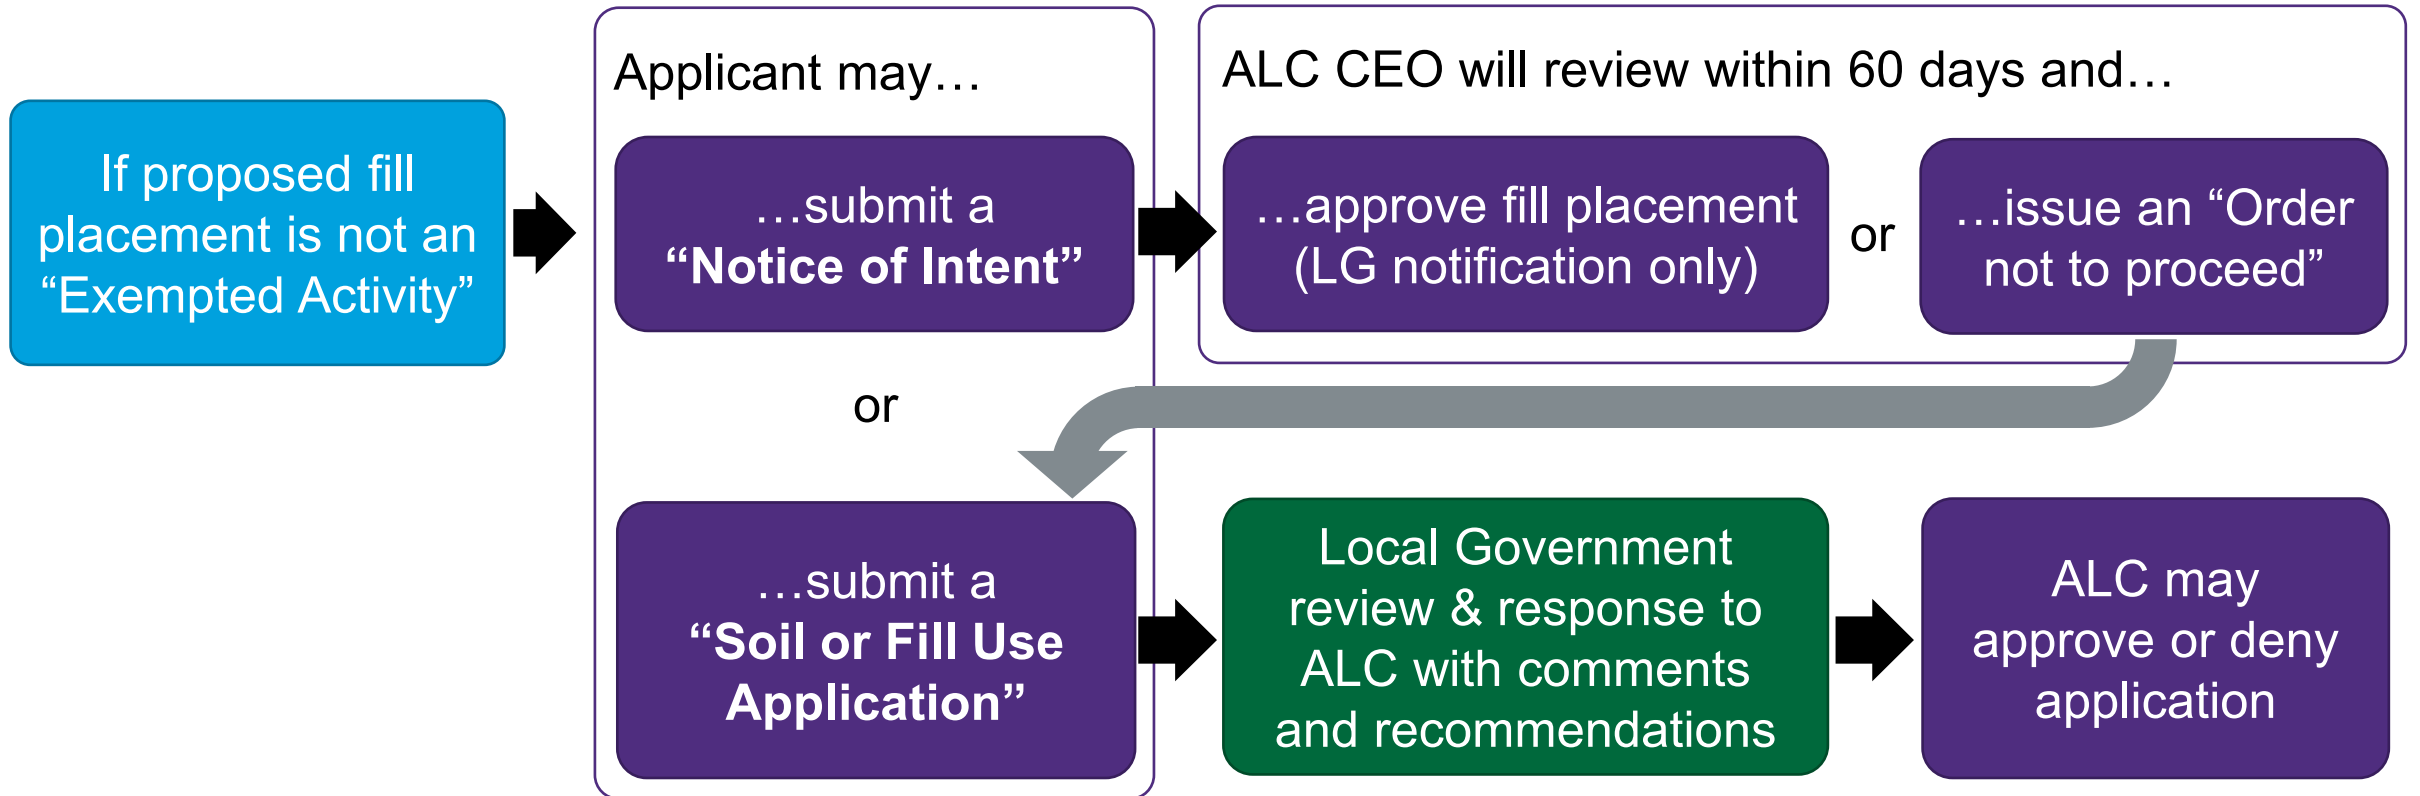 If proposed fill
placement is not an
“Exempted Activity”
Applicant may…
…submit a
“Notice of Intent”
or
…submit a
“Soil or Fill Use
Application”
ALC CEO will review within 60 days and…
…approve fill placement
(LG notification only)
or
…issue an “Order
not to proceed”
Local Government
review & response to
ALC with comments
and recommendations
ALC may
approve or deny
application